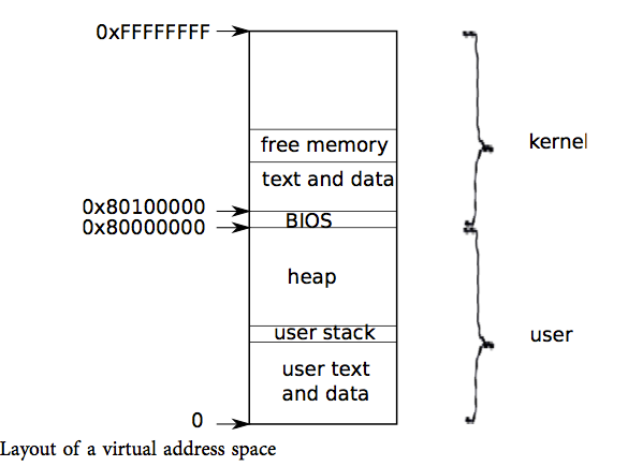 0xFFFFFFFF
kernel
free memory
text and data
0x80100000
BIOS
0x80000000
heap
user stack
user
user text
and data
0
Layout of a virtual address space